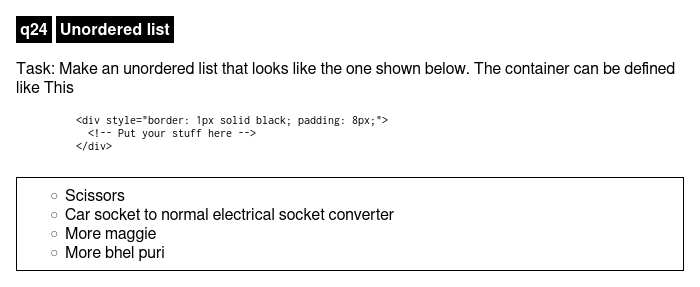 q24 Unordered list
Task: Make an unordered list that looks like the one shown below. The container can be defined
like This
<div style="border: 1px solid black; padding: 8px;">
<!-- Put your stuff here -->
</div>
Scissors
Car socket to normal electrical socket converter
More maggie
More bhel puri